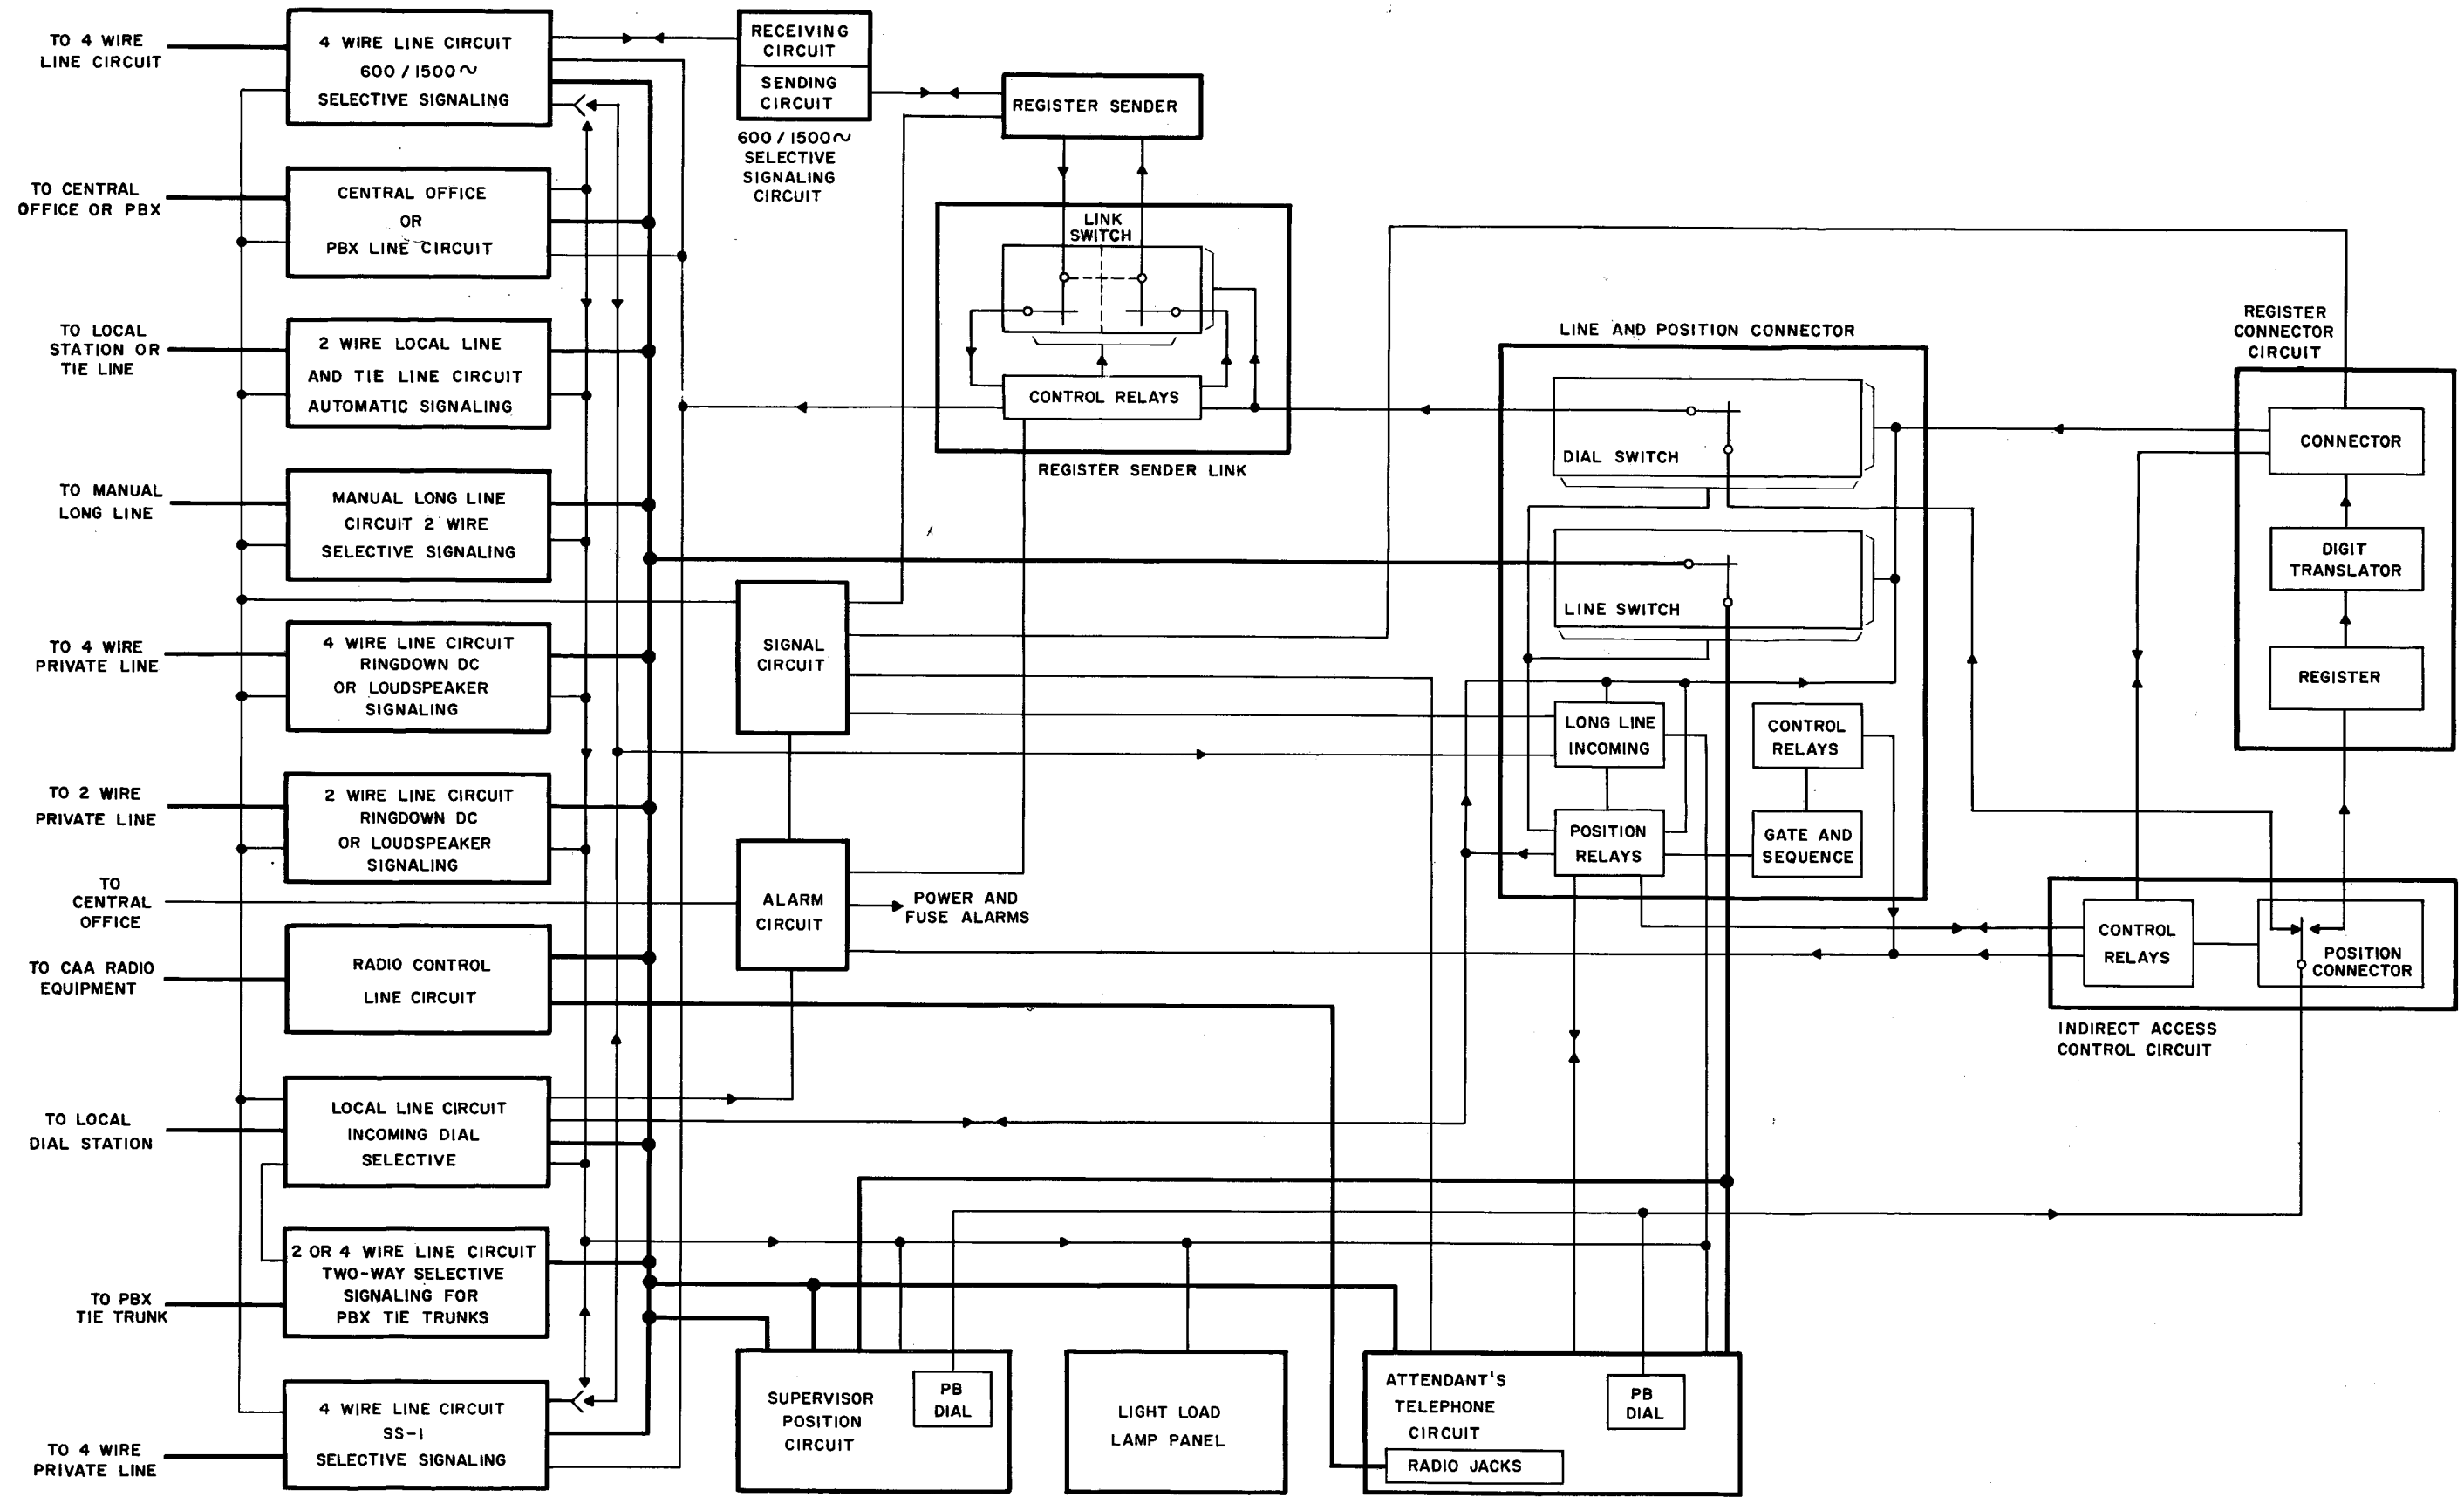 TO 4 WIRE
LINE CIRCUIT
4 WIRE LINE CIRCUIT
600 / 1500 ~
SELECTIVE SIGNALING
RECEIVING
CIRCUIT
SENDING
CIRCUIT
600 / 1500 ~
SELECTIVE
SIGNALING
CIRCUIT
REGISTER SENDER
TO CENTRAL
OFFICE OR PBX
CENTRAL OFFICE
OR
PBX LINE CIRCUIT
LINK
SWITCH
CONTROL RELAYS
REGISTER SENDER LINK
TO LOCAL
STATION OR
TIE LINE
2 WIRE LOCAL LINE
AND TIE LINE CIRCUIT
AUTOMATIC SIGNALING
LINE AND POSITION CONNECTOR
DIAL SWITCH
LINE SWITCH
LONG LINE
INCOMING
CONTROL
RELAYS
POSITION
RELAYS
GATE AND
SEQUENCE
REGISTER
CONNECTOR
CIRCUIT
CONNECTOR
DIGIT
TRANSLATOR
REGISTER
TO MANUAL
LONG LINE
MANUAL LONG LINE
CIRCUIT 2 WIRE
SELECTIVE SIGNALING
TO 4 WIRE
PRIVATE LINE
4 WIRE LINE CIRCUIT
RINGDOWN DC
OR LOUDSPEAKER
SIGNALING
SIGNAL
CIRCUIT
TO 2 WIRE
PRIVATE LINE
2 WIRE LINE CIRCUIT
RINGDOWN DC
OR LOUDSPEAKER
SIGNALING
TO
CENTRAL
OFFICE
ALARM
CIRCUIT
POWER AND
FUSE ALARMS
CONTROL
RELAYS
POSITION
CONNECTOR
INDIRECT ACCESS
CONTROL CIRCUIT
TO CAA RADIO
EQUIPMENT
RADIO CONTROL
LINE CIRCUIT
TO LOCAL
DIAL STATION
LOCAL LINE CIRCUIT
INCOMING DIAL
SELECTIVE
TO PBX
TIE TRUNK
2 OR 4 WIRE LINE CIRCUIT
TWO-WAY SELECTIVE
SIGNALING FOR
PBX TIE TRUNKS
TO 4 WIRE
PRIVATE LINE
4 WIRE LINE CIRCUIT
SS-1
SELECTIVE SIGNALING
SUPERVISOR
POSITION
CIRCUIT
PB
DIAL
LIGHT LOAD
LAMP PANEL
ATTENDANT'S
TELEPHONE
CIRCUIT
PB
DIAL
RADIO JACKS